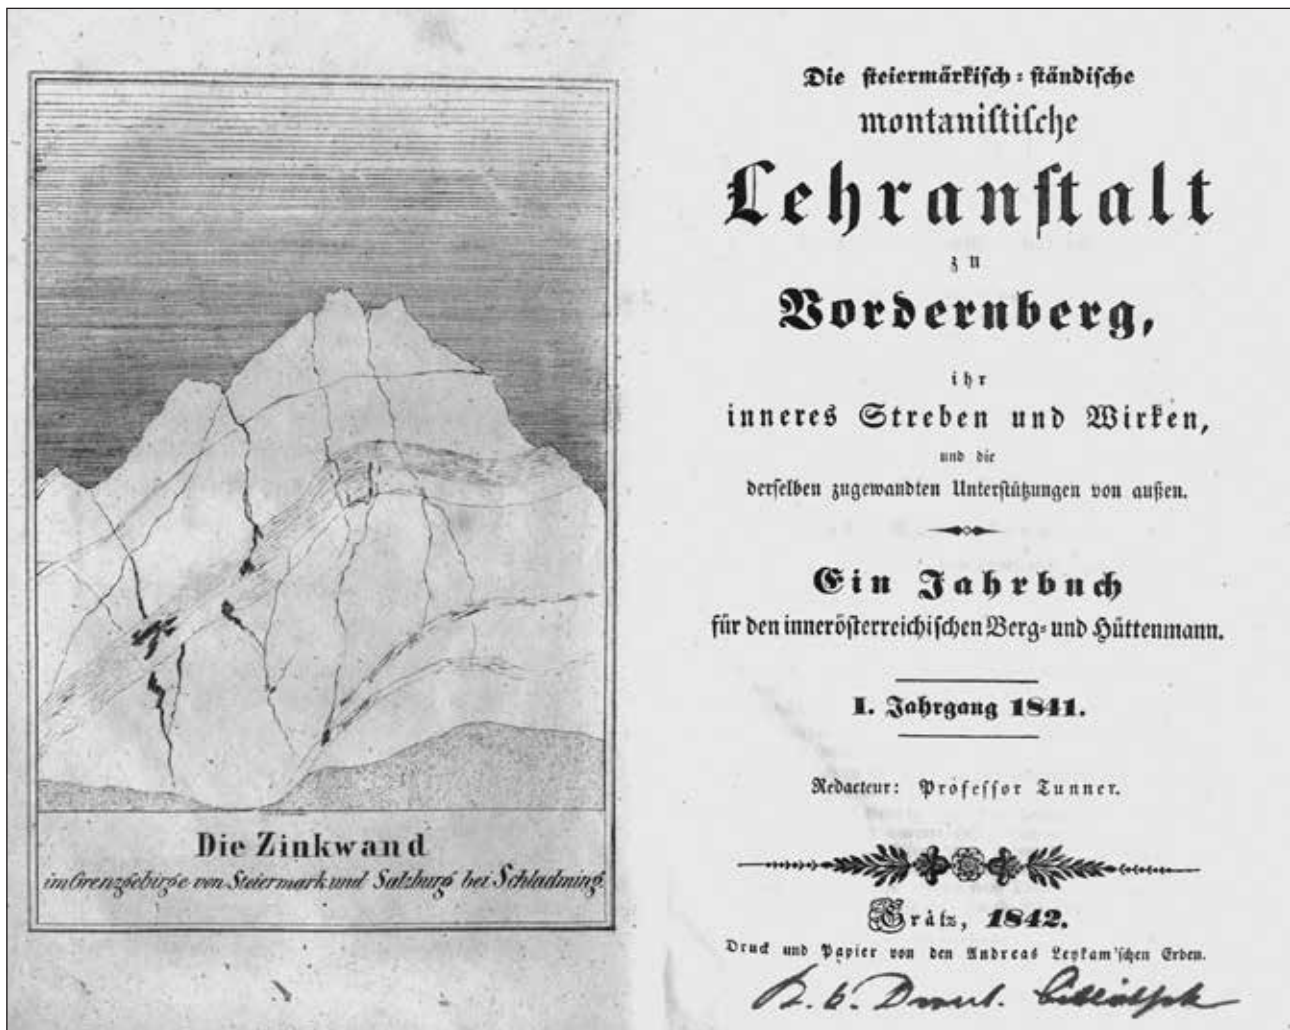 Die Zinkwand
im Grenzgebirge von Steiermark und Salzburg bei Schladming.
Die steiermärkisch-ständische
montanistische
Lehranstalt
zu
Vordernberg,
ihr
inneres Streben und Wirken,
und die
derselben zugewandten Unterstützungen von außen.
Ein Jahrbuch
für den innerösterreichischen Berg- und Hüttenmann.
I. Jahrgang 1841.
Redacteur: Professor Tunner.
Grätz, 1842.
Druck und Papier von den Andreas Leykam'schen Erben.